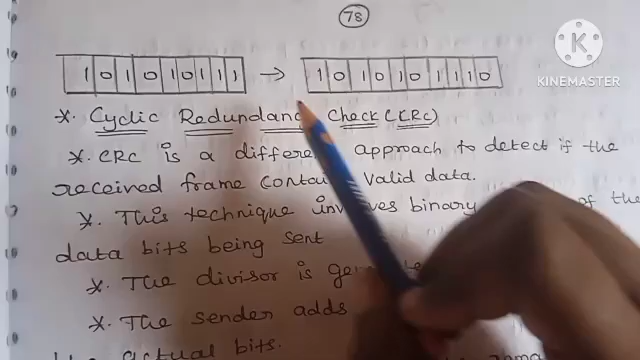 78
K
KINEMASTER
1 0 1 0 1 0 1 1 1 → 1 0 1 0 1 0 1 1 1 0
*. Cyclic Redundanc Check (CRC)
*. CRC is a differe approach to detect if the
received frame contai valid data.
*. This technique involves binary of the
data bits being sent
*. The divisor is gene
*. The sender adds
actual bits.